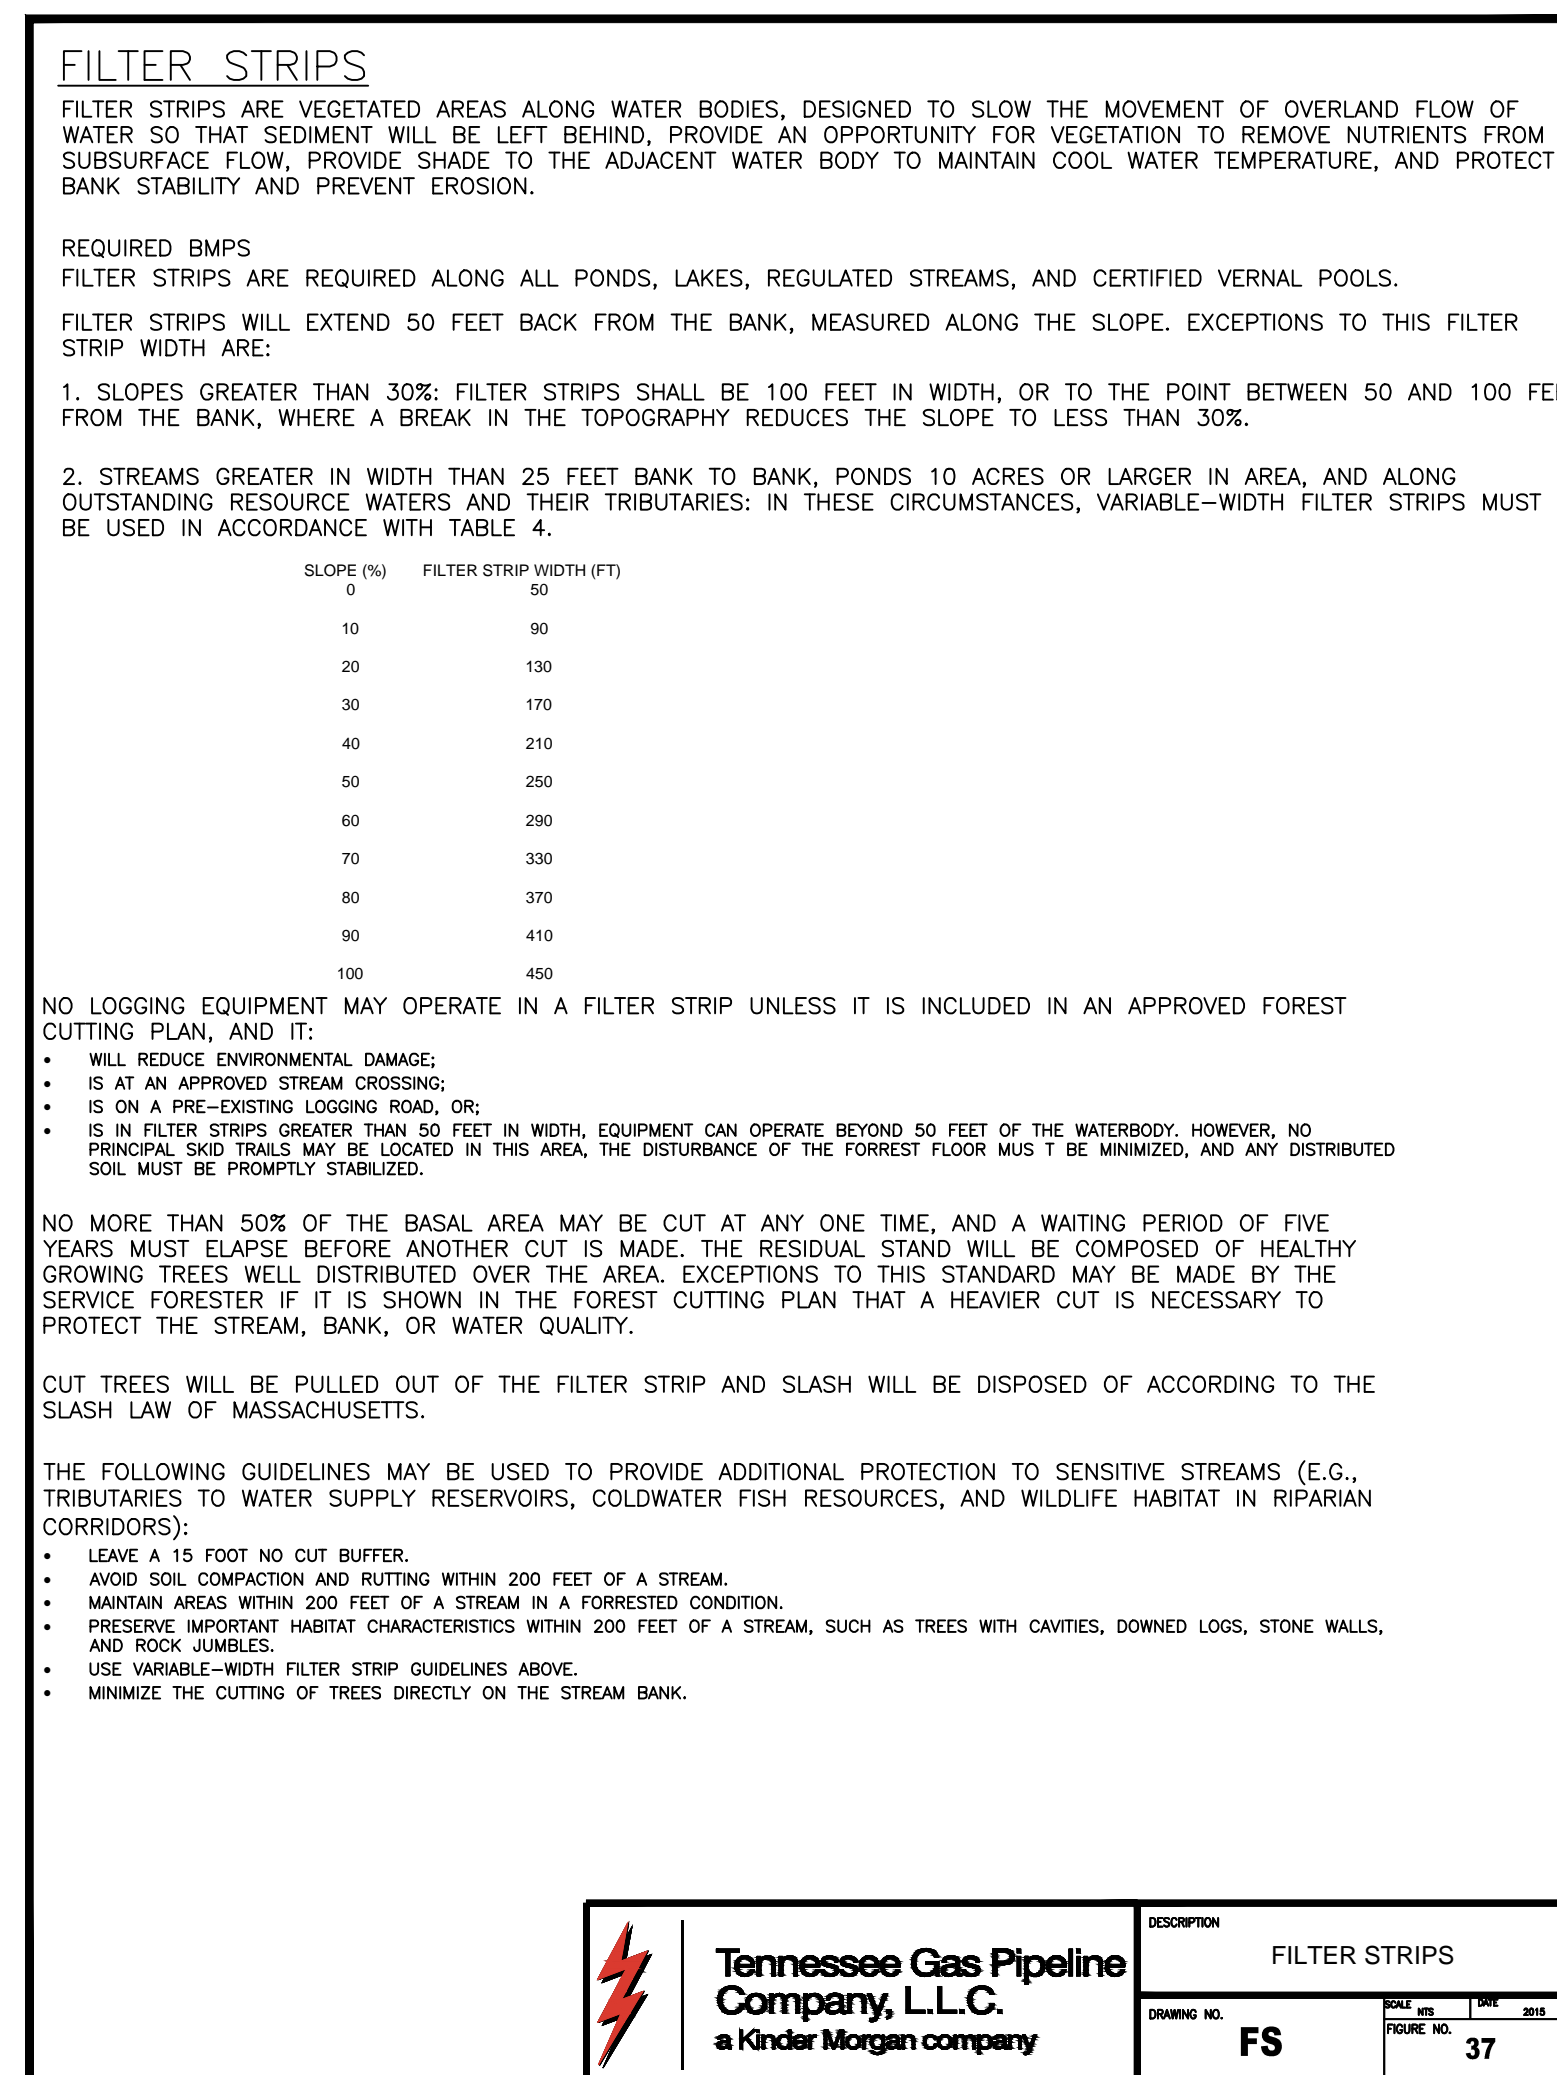 FILTER STRIPS
FILTER STRIPS ARE VEGETATED AREAS ALONG WATER BODIES, DESIGNED TO SLOW THE MOVEMENT OF OVERLAND FLOW OF
WATER SO THAT SEDIMENT WILL BE LEFT BEHIND, PROVIDE AN OPPORTUNITY FOR VEGETATION TO REMOVE NUTRIENTS FROM
SUBSURFACE FLOW, PROVIDE SHADE TO THE ADJACENT WATER BODY TO MAINTAIN COOL WATER TEMPERATURE, AND PROTECT
BANK STABILITY AND PREVENT EROSION.
REQUIRED BMPS
FILTER STRIPS ARE REQUIRED ALONG ALL PONDS, LAKES, REGULATED STREAMS, AND CERTIFIED VERNAL POOLS.
FILTER STRIPS WILL EXTEND 50 FEET BACK FROM THE BANK, MEASURED ALONG THE SLOPE. EXCEPTIONS TO THIS FILTER
STRIP WIDTH ARE:
1. SLOPES GREATER THAN 30%: FILTER STRIPS SHALL BE 100 FEET IN WIDTH, OR TO THE POINT BETWEEN 50 AND 100
FROM THE BANK, WHERE A BREAK IN THE TOPOGRAPHY REDUCES THE SLOPE TO LESS THAN 30%.
2. STREAMS GREATER IN WIDTH THAN 25 FEET BANK TO BANK, PONDS 10 ACRES OR LARGER IN AREA, AND ALONG
OUTSTANDING RESOURCE WATERS AND THEIR TRIBUTARIES: IN THESE CIRCUMSTANCES, VARIABLE-WIDTH FILTER STRIPS MUST
BE USED IN ACCORDANCE WITH TABLE 4.
SLOPE (%) FILTER STRIP WIDTH (FT)
0 50
10 90
20 130
30 170
40 210
50 250
60 290
70 330
80 370
90 410
100 450
NO LOGGING EQUIPMENT MAY OPERATE IN A FILTER STRIP UNLESS IT IS INCLUDED IN AN APPROVED FOREST
CUTTING PLAN, AND IT:
• WILL REDUCE ENVIRONMENTAL DAMAGE;
• IS AT AN APPROVED STREAM CROSSING;
• IS ON A PRE-EXISTING LOGGING ROAD, OR;
• IS IN FILTER STRIPS GREATER THAN 50 FEET IN WIDTH, EQUIPMENT CAN OPERATE BEYOND 50 FEET OF THE WATERBODY. HOWEVER, NO
PRINCIPAL SKID TRAILS MAY BE LOCATED IN THIS AREA, THE DISTURBANCE OF THE FORREST FLOOR MUS T BE MINIMIZED, AND ANY DISTRIBUTED
SOIL MUST BE PROMPTLY STABILIZED.
NO MORE THAN 50% OF THE BASAL AREA MAY BE CUT AT ANY ONE TIME, AND A WAITING PERIOD OF FIVE
YEARS MUST ELAPSE BEFORE ANOTHER CUT IS MADE. THE RESIDUAL STAND WILL BE COMPOSED OF HEALTHY
GROWING TREES WELL DISTRIBUTED OVER THE AREA. EXCEPTIONS TO THIS STANDARD MAY BE MADE BY THE
SERVICE FORESTER IF IT IS SHOWN IN THE FOREST CUTTING PLAN THAT A HEAVIER CUT IS NECESSARY TO
PROTECT THE STREAM, BANK, OR WATER QUALITY.
CUT TREES WILL BE PULLED OUT OF THE FILTER STRIP AND SLASH WILL BE DISPOSED OF ACCORDING TO THE
SLASH LAW OF MASSACHUSETTS.
THE FOLLOWING GUIDELINES MAY BE USED TO PROVIDE ADDITIONAL PROTECTION TO SENSITIVE STREAMS (E.G.,
TRIBUTARIES TO WATER SUPPLY RESERVOIRS, COLDWATER FISH RESOURCES, AND WILDLIFE HABITAT IN RIPARIAN
CORRIDORS):
• LEAVE A 15 FOOT NO CUT BUFFER.
• AVOID SOIL COMPACTION AND RUTTING WITHIN 200 FEET OF A STREAM.
• MAINTAIN AREAS WITHIN 200 FEET OF A STREAM IN A FORRESTED CONDITION.
• PRESERVE IMPORTANT HABITAT CHARACTERISTICS WITHIN 200 FEET OF A STREAM, SUCH AS TREES WITH CAVITIES, DOWNED LOGS, STONE WALLS,
AND ROCK JUMBLES.
• USE VARIABLE-WIDTH FILTER STRIP GUIDELINES ABOVE.
• MINIMIZE THE CUTTING OF TREES DIRECTLY ON THE STREAM BANK.
Tennessee Gas Pipeline
Company, L.L.C.
a Kinder Morgan company
DESCRIPTION
FILTER STRIPS
DRAWING NO.
FS
SCALE NTS
DATE 2015
FIGURE NO.
37